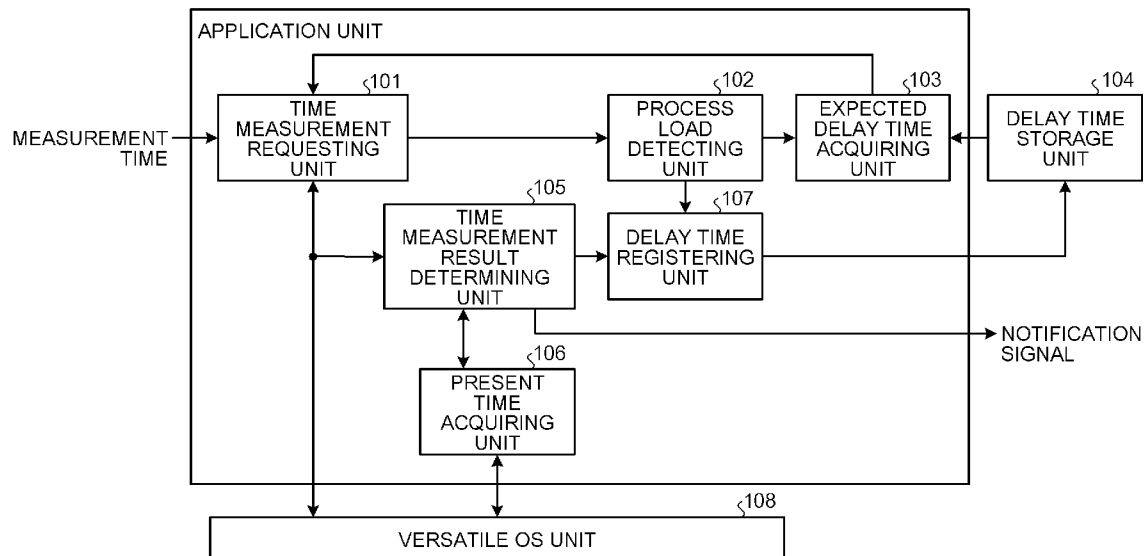 APPLICATION UNIT
101
TIME
MEASUREMENT
REQUESTING
UNIT
102
PROCESS
LOAD
DETECTING
UNIT
103
EXPECTED
DELAY TIME
ACQUIRING
UNIT
104
DELAY TIME
STORAGE
UNIT
MEASUREMENT
TIME
105
TIME
MEASUREMENT
RESULT
DETERMINING
UNIT
107
DELAY TIME
REGISTERING
UNIT
NOTIFICATION
SIGNAL
106
PRESENT
TIME
ACQUIRING
UNIT
108
VERSATILE OS UNIT